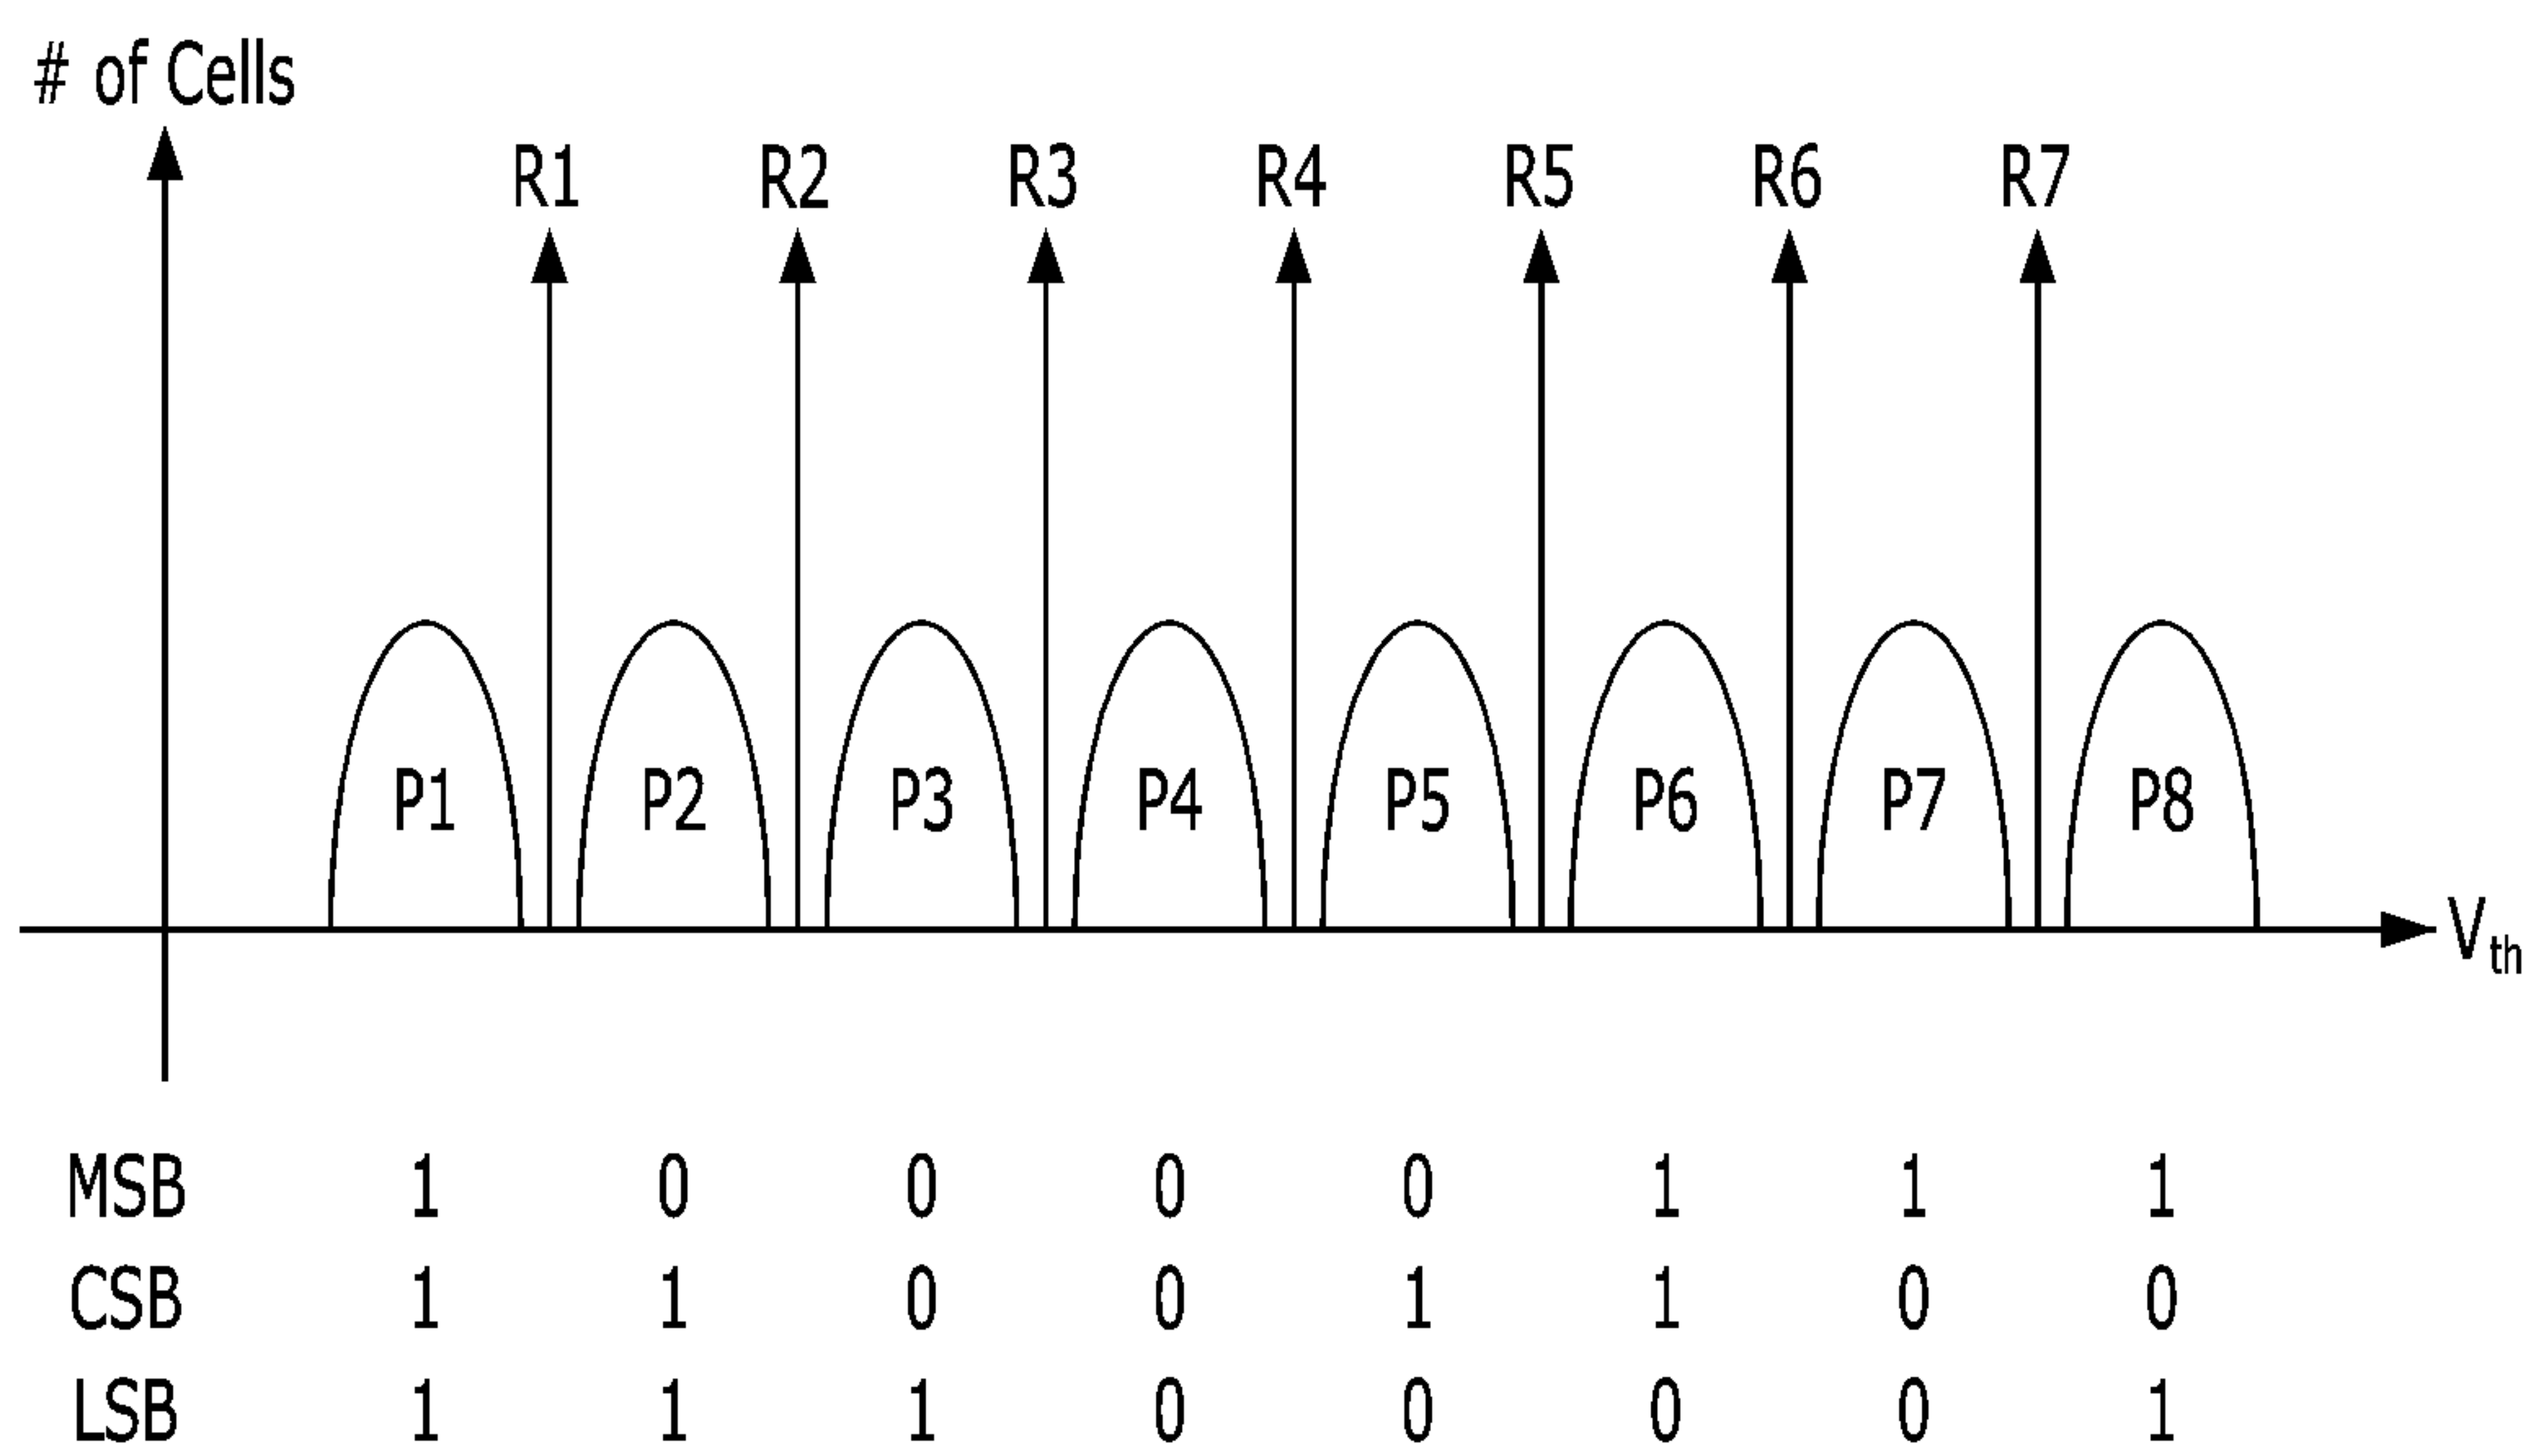 # of Cells
R1 R2 R3 R4 R5 R6 R7
P1 P2 P3 P4 P5 P6 P7 P8
Vth
MSB 1 0 0 0 0 1 1 1
CSB 1 1 0 0 1 1 0 0
LSB 1 1 1 0 0 0 0 1